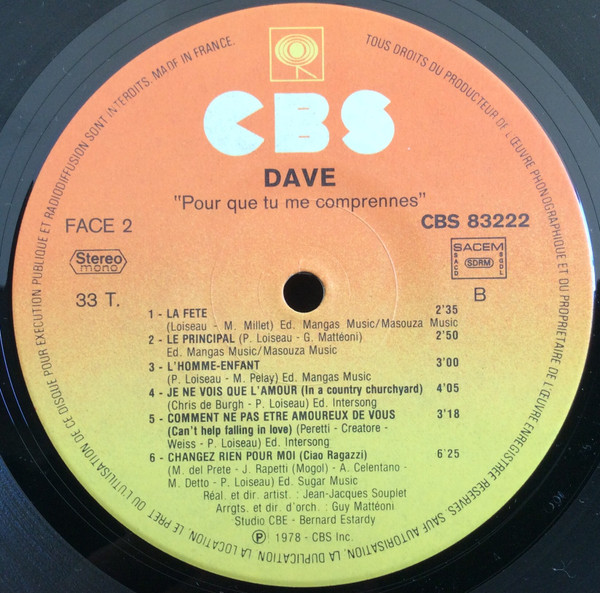 TOUS DROITS DU PRODUCTEUR DE L'ŒUVRE PHONOGRAPHIQUE ET DU PROPRIETAIRE DE L'ŒUVRE ENREGISTREE RESERVES. SAUF AUTORISATION, LA DUPLICATION, LA LOCATION, LE PRET OU L'UTILISATION DE CE DISQUE POUR EXECUTION PUBLIQUE ET RADIODIFFUSION SONT INTERDITS. MADE IN FRANCE.
CBS
DAVE
"Pour que tu me comprennes"
FACE 2
CBS 83222
Stereo
mono
SACEM
SACD
SDRM
SGDL
33 T.
B
1 - LA FETE 2'35
(Loiseau - M. Millet) Ed. Mangas Music/Masouza Music
2 - LE PRINCIPAL (P. Loiseau - G. Mattéoni) 2'50
Ed. Mangas Music/Masouza Music
3 - L'HOMME-ENFANT 3'00
(P. Loiseau - M. Pelay) Ed. Mangas Music
4 - JE NE VOIS QUE L'AMOUR (In a country churchyard) 4'05
(Chris de Burgh - P. Loiseau) Ed. Intersong
5 - COMMENT NE PAS ETRE AMOUREUX DE VOUS 3'18
(Can't help falling in love) (Peretti - Creatore -
Weiss - P. Loiseau) Ed. Intersong
6 - CHANGEZ RIEN POUR MOI (Ciao Ragazzi) 6'25
(M. del Prete - J. Rapetti (Mogol) - A. Celentano -
M. Detto - P. Loiseau) Ed. Sugar Music
Réal. et dir. artist. : Jean-Jacques Souplet
Arrgts. et dir. d'orch. : Guy Mattéoni
Studio CBE - Bernard Estardy
Ⓟ 1978 - CBS Inc.